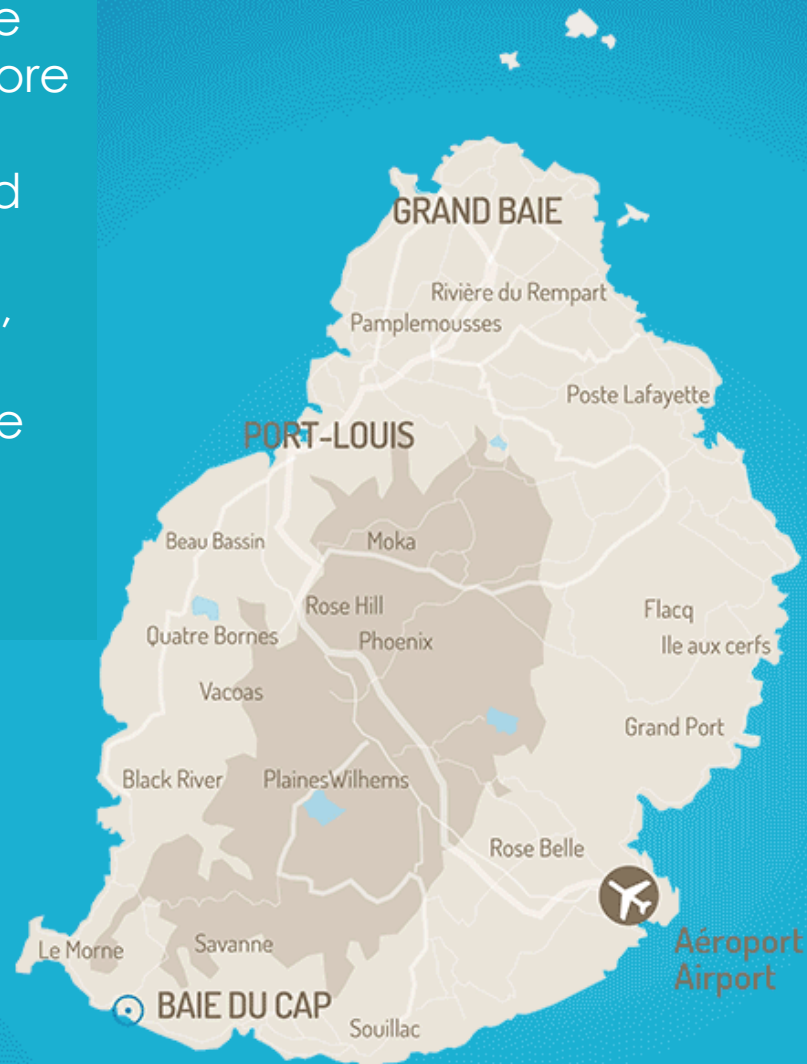 e
ore
d
,
e
GRAND BAIE
Rivière du Rempart
Pamplemousses
Poste Lafayette
PORT-LOUIS
Beau Bassin
Moka
Rose Hill
Flacq
Quatre Bornes
Phoenix
Ile aux cerfs
Vacoas
Grand Port
Black River
PlainesWilhems
Rose Belle
Le Morne
Savanne
Aéroport
Airport
BAIE DU CAP
Souillac